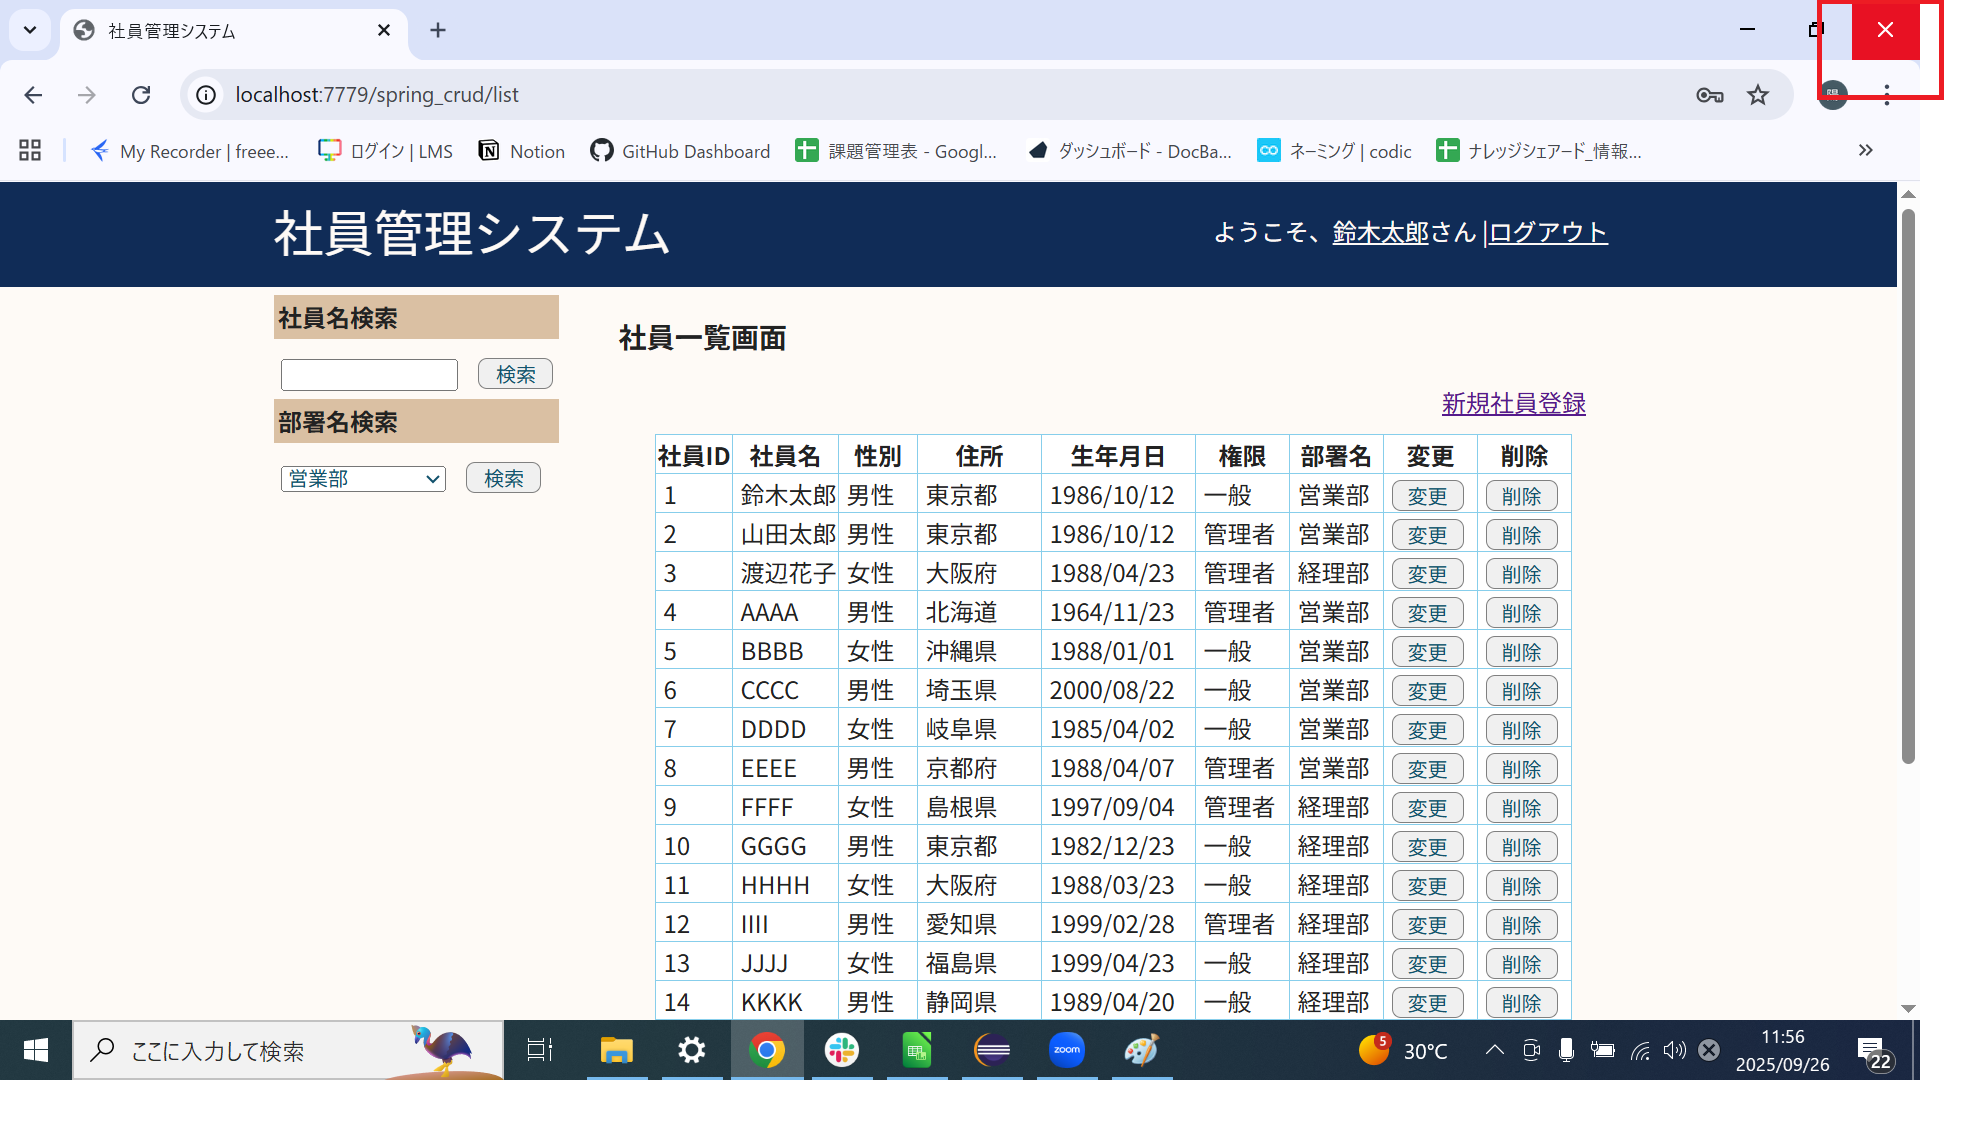 社員管理システム
localhost:7779/spring_crud/list
My Recorder | freee...
ログイン | LMS
Notion
GitHub Dashboard
課題管理表 - Googl...
ダッシュボード - DocBa...
ネーミング | codic
ナレッジシェアード_情報...
社員管理システム
ようこそ、鈴木太郎さん |ログアウト
社員名検索
検索
部署名検索
営業部 検索
社員一覧画面
新規社員登録
社員ID 社員名 性別 住所 生年月日 権限 部署名 変更 削除
1 鈴木太郎 男性 東京都 1986/10/12 一般 営業部 変更 削除
2 山田太郎 男性 東京都 1986/10/12 管理者 営業部 変更 削除
3 渡辺花子 女性 大阪府 1988/04/23 管理者 経理部 変更 削除
4 AAAA 男性 北海道 1964/11/23 管理者 営業部 変更 削除
5 BBBB 女性 沖縄県 1988/01/01 一般 営業部 変更 削除
6 CCCC 男性 埼玉県 2000/08/22 一般 営業部 変更 削除
7 DDDD 女性 岐阜県 1985/04/02 一般 営業部 変更 削除
8 EEEE 男性 京都府 1988/04/07 管理者 営業部 変更 削除
9 FFFF 女性 島根県 1997/09/04 管理者 経理部 変更 削除
10 GGGG 男性 東京都 1982/12/23 一般 経理部 変更 削除
11 HHHH 女性 大阪府 1988/03/23 一般 経理部 変更 削除
12 IIII 男性 愛知県 1999/02/28 管理者 経理部 変更 削除
13 JJJJ 女性 福島県 1999/04/23 一般 経理部 変更 削除
14 KKKK 男性 静岡県 1989/04/20 一般 経理部 変更 削除
ここに入力して検索
zoom
5
30°C
11:56
2025/09/26
22